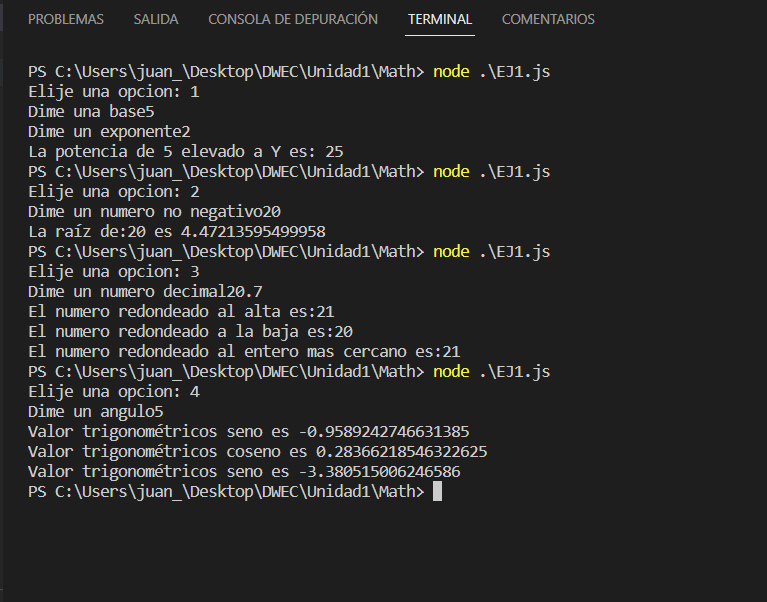 PROBLEMAS SALIDA CONSOLA DE DEPURACIÓN TERMINAL COMENTARIOS
PS C:\Users\juan_\Desktop\DWEC\Unidad1\Math> node .\EJ1.js
Elije una opcion: 1
Dime una base5
Dime un exponente2
La potencia de 5 elevado a Y es: 25
PS C:\Users\juan_\Desktop\DWEC\Unidad1\Math> node .\EJ1.js
Elije una opcion: 2
Dime un numero no negativo20
La raíz de:20 es 4.47213595499958
PS C:\Users\juan_\Desktop\DWEC\Unidad1\Math> node .\EJ1.js
Elije una opcion: 3
Dime un numero decimal20.7
El numero redondeado al alta es:21
El numero redondeado a la baja es:20
El numero redondeado al entero mas cercano es:21
PS C:\Users\juan_\Desktop\DWEC\Unidad1\Math> node .\EJ1.js
Elije una opcion: 4
Dime un angulo5
Valor trigonométricos seno es -0.9589242746631385
Valor trigonométricos coseno es 0.28366218546322625
Valor trigonométricos seno es -3.380515006246586
PS C:\Users\juan_\Desktop\DWEC\Unidad1\Math>